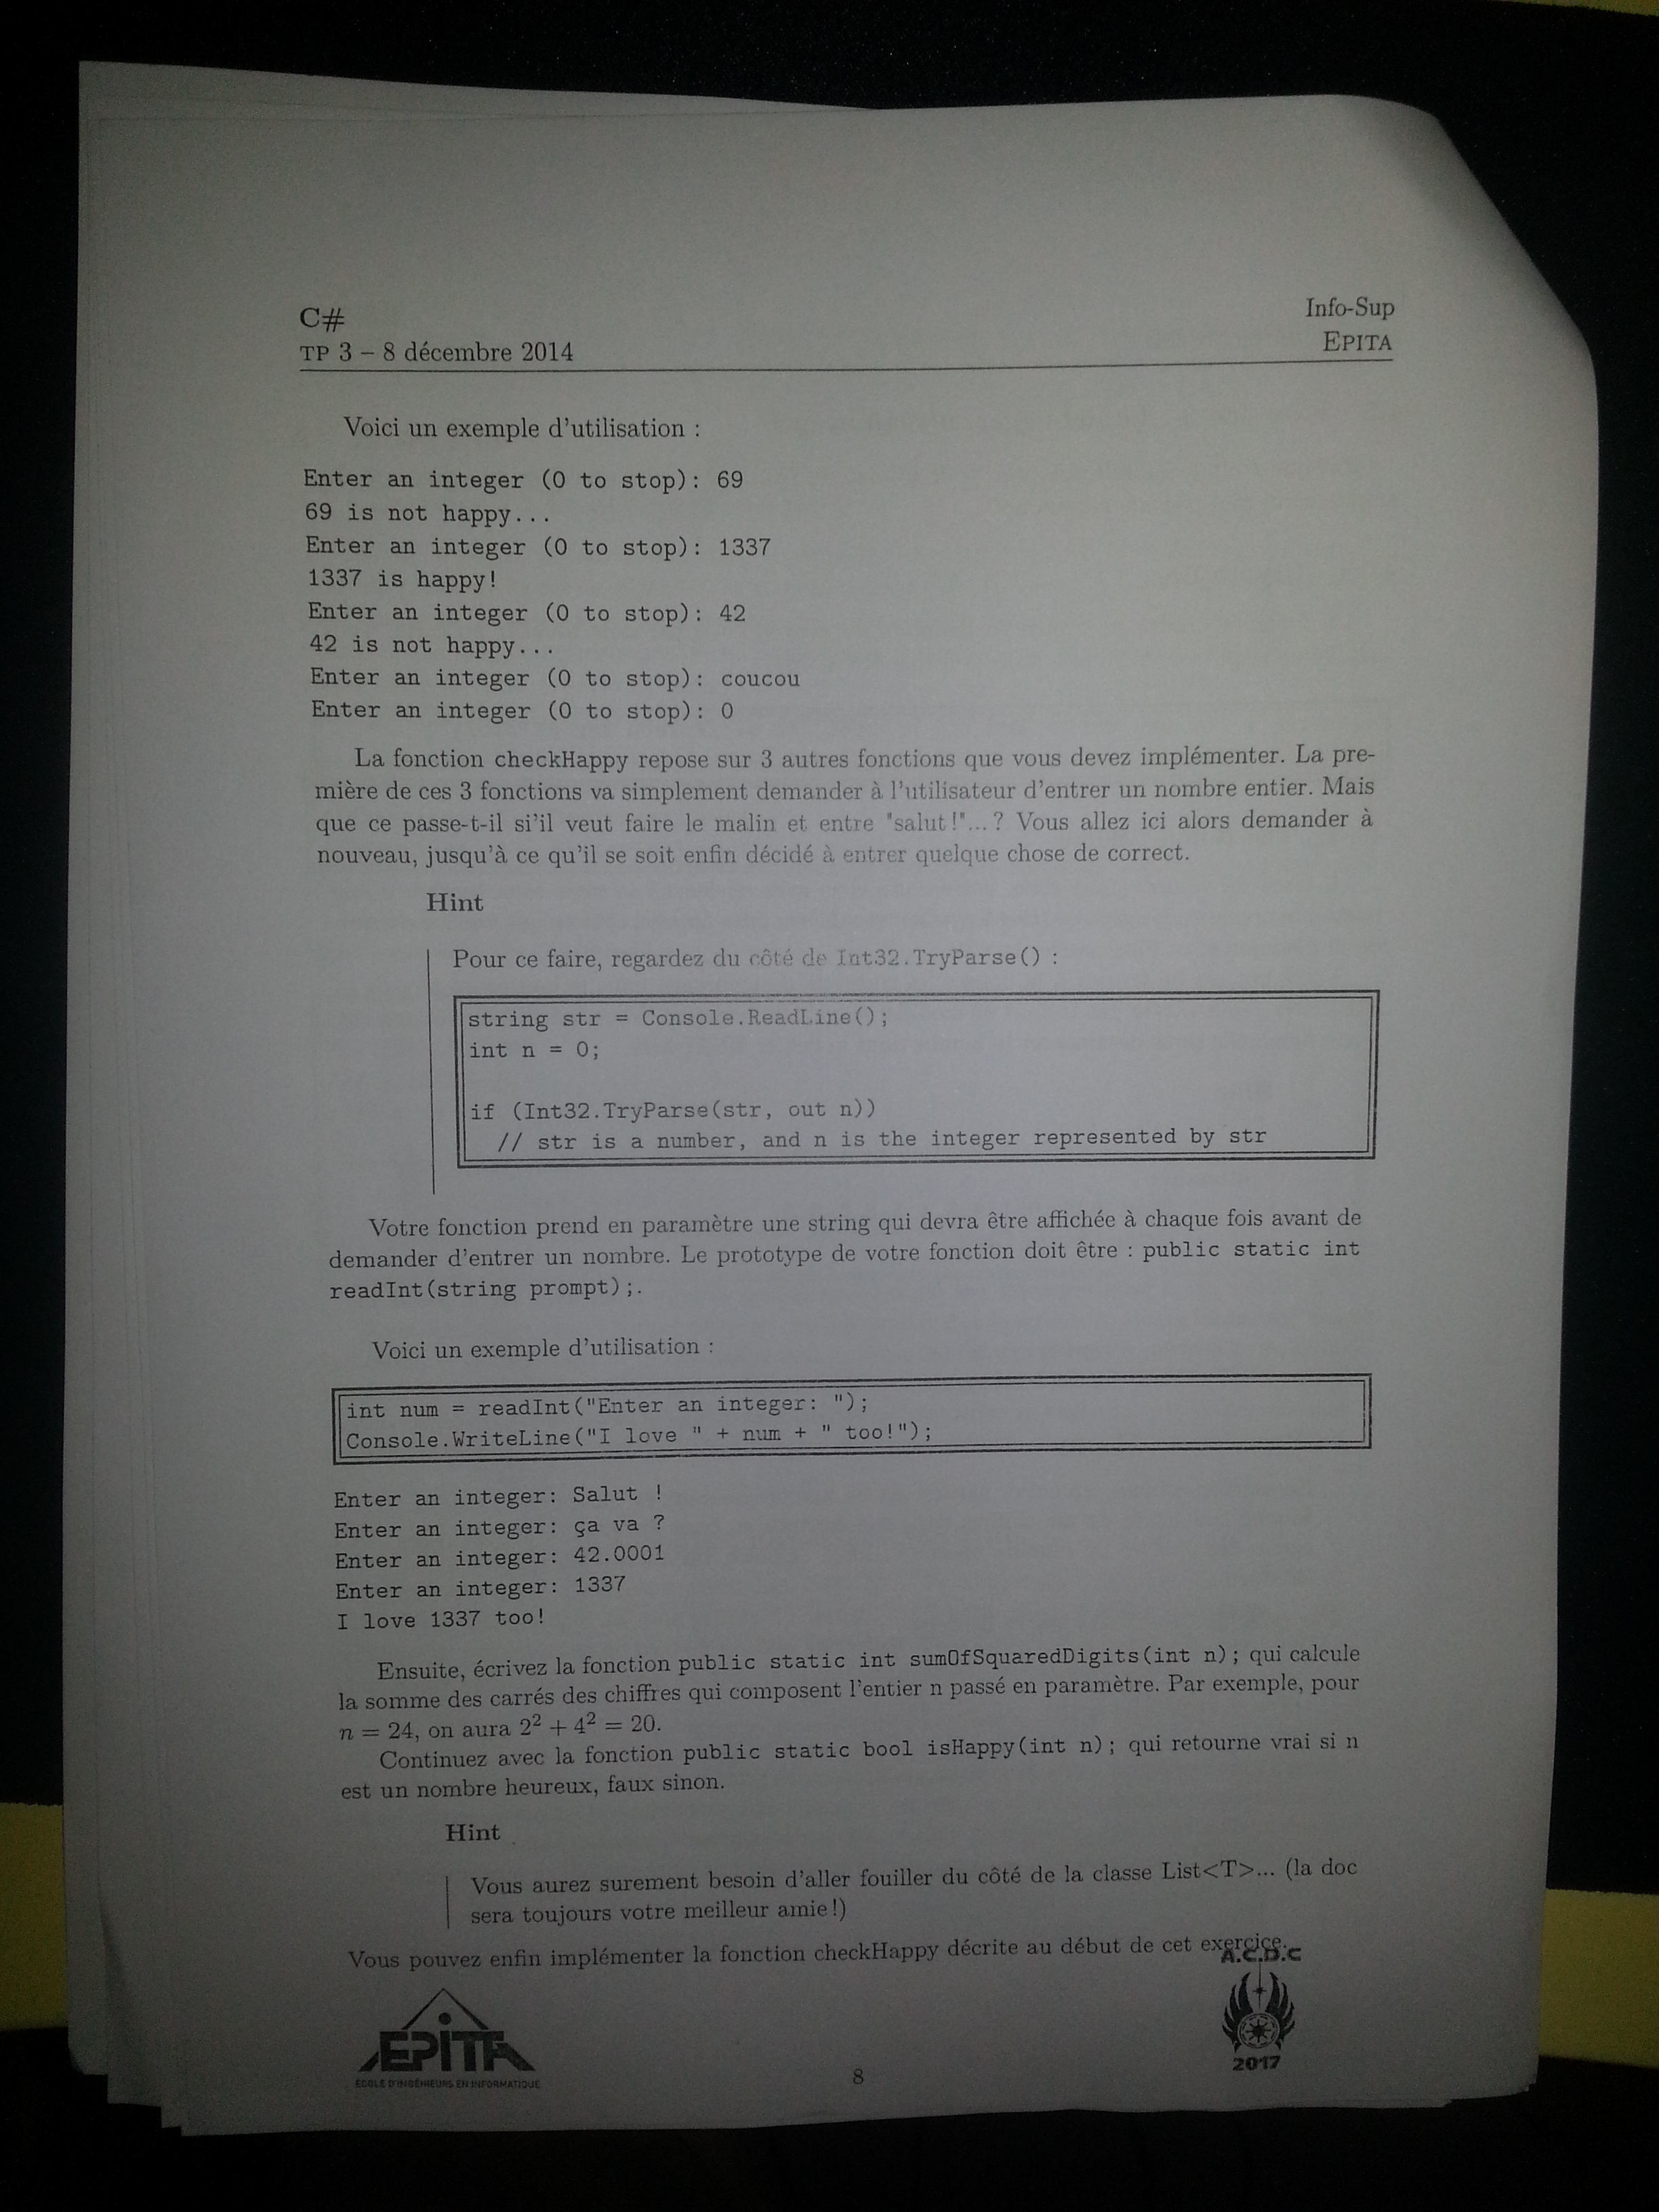 C#
Info-Sup
TP 3 – 8 décembre 2014
EPITA
Voici un exemple d'utilisation :
Enter an integer (0 to stop): 69
69 is not happy...
Enter an integer (0 to stop): 1337
1337 is happy!
Enter an integer (0 to stop): 42
42 is not happy...
Enter an integer (0 to stop): coucou
Enter an integer (0 to stop): 0
La fonction checkHappy repose sur 3 autres fonctions que vous devez implémenter. La pre-
mière de ces 3 fonctions va simplement demander à l'utilisateur d'entrer un nombre entier. Mais
que ce passe-t-il si'il veut faire le malin et entre "salut!"...? Vous allez ici alors demander à
nouveau, jusqu'à ce qu'il se soit enfin décidé à entrer quelque chose de correct.
Hint
Pour ce faire, regardez du côté de Int32.TryParse() :
string str = Console.ReadLine();
int n = 0;
if (Int32.TryParse(str, out n))
// str is a number, and n is the integer represented by str
Votre fonction prend en paramètre une string qui devra être affichée à chaque fois avant de
demander d'entrer un nombre. Le prototype de votre fonction doit être : public static int
readInt(string prompt);.
Voici un exemple d'utilisation :
int num = readInt("Enter an integer: ");
Console.WriteLine("I love " + num + " too!");
Enter an integer: Salut !
Enter an integer: ça va ?
Enter an integer: 42.0001
Enter an integer: 1337
I love 1337 too!
Ensuite, écrivez la fonction public static int sumOfSquaredDigits(int n); qui calcule
la somme des carrés des chiffres qui composent l'entier n passé en paramètre. Par exemple, pour
n = 24, on aura 2² + 4² = 20.
Continuez avec la fonction public static bool isHappy(int n); qui retourne vrai si n
est un nombre heureux, faux sinon.
Hint
Vous aurez surement besoin d'aller fouiller du côté de la classe List<T>... (la doc
sera toujours votre meilleur amie!)
Vous pouvez enfin implémenter la fonction checkHappy décrite au début de cet exercice.
A.C.D.C
EPITA
ECOLE D'INGÉNIEURS EN INFORMATIQUE
8
2017